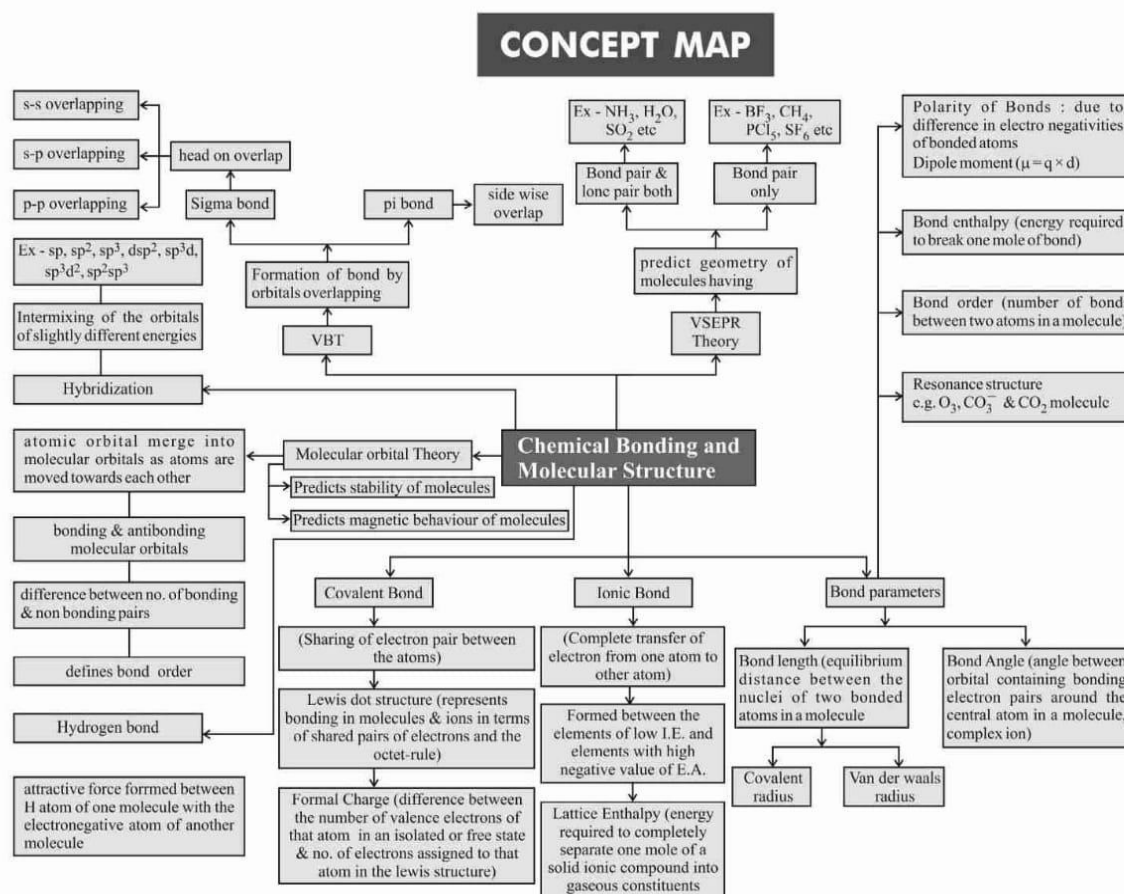 CONCEPT MAP
s-s overlapping
s-p overlapping
p-p overlapping
head on overlap
Sigma bond
pi bond
side wise
overlap
Ex - sp, sp², sp³, dsp², sp³d,
sp³d², sp²sp³
Intermixing of the orbitals
of slightly different energies
Hybridization
Formation of bond by
orbitals overlapping
VBT
Ex - NH₃, H₂O,
SO₂ etc
Ex - BF₃, CH₄,
PCl₅, SF₆ etc
Bond pair &
lone pair both
Bond pair
only
predict geometry of
molecules having
VSEPR
Theory
Polarity of Bonds : due to
difference in electro negativities
of bonded atoms
Dipole moment (μ = q × d)
Bond enthalpy (energy required
to break one mole of bond)
Bond order (number of bond
between two atoms in a molecule)
Resonance structure
e.g. O₃, CO₃⁻ & CO₂ molecule
Chemical Bonding and
Molecular Structure
atomic orbital merge into
molecular orbitals as atoms are
moved towards each other
Molecular orbital Theory
Predicts stability of molecules
Predicts magnetic behaviour of molecules
bonding & antibonding
molecular orbitals
difference between no. of bonding
& non bonding pairs
defines bond order
Hydrogen bond
attractive force forrmed between
H atom of one molecule with the
electronegative atom of another
molecule
Covalent Bond
(Sharing of electron pair between
the atoms)
Lewis dot structure (represents
bonding in molecules & ions in terms
of shared pairs of electrons and the
octet-rule)
Formal Charge (difference between
the number of valence electrons of
that atom in an isolated or free state
& no. of electrons assigned to that
atom in the lewis structure)
Ionic Bond
(Complete transfer of
electron from one atom to
other atom)
Formed between the
elements of low I.E. and
elements with high
negative value of E.A.
Lattice Enthalpy (energy
required to completely
separate one mole of a
solid ionic compound into
gaseous constituents
Bond parameters
Bond length (equilibrium
distance between the
nuclei of two bonded
atoms in a molecule
Covalent
radius
Van der waals
radius
Bond Angle (angle between
orbital containing bonding
electron pairs around the
central atom in a molecule,
complex ion)